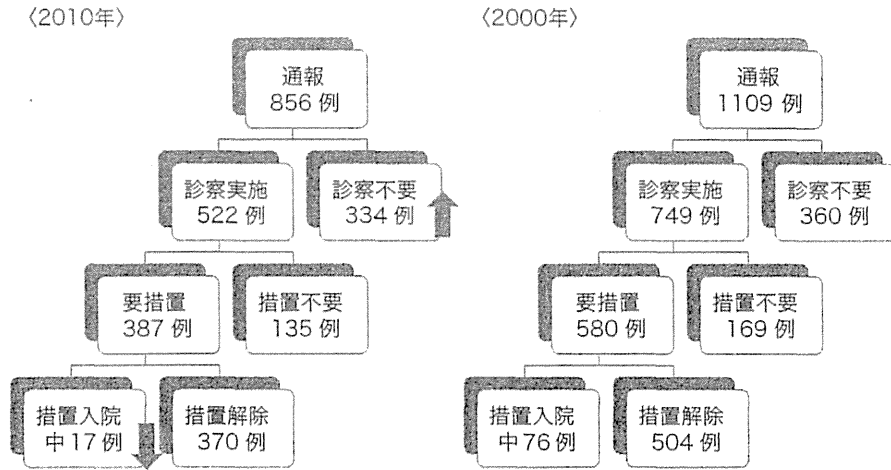 〈2010年〉
通報
856 例
診察実施
522 例
診察不要
334 例
要措置
387 例
措置不要
135 例
措置入院
中 17 例
措置解除
370 例
〈2000年〉
通報
1109 例
診察実施
749 例
診察不要
360 例
要措置
580 例
措置不要
169 例
措置入院
中 76 例
措置解除
504 例